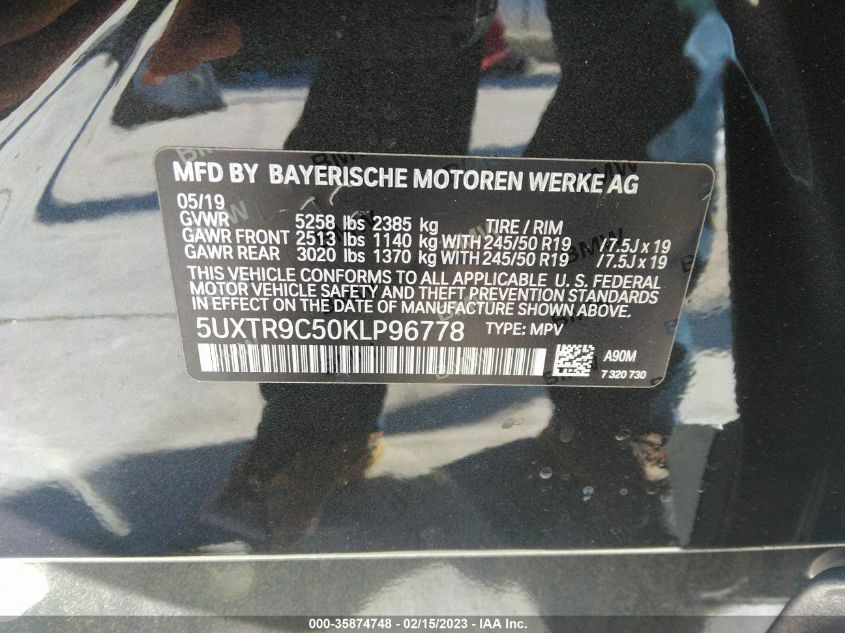 MFD BY BAYERISCHE MOTOREN WERKE AG
05/19
GVWR 5258 lbs 2385 kg TIRE / RIM
GAWR FRONT 2513 lbs 1140 kg WITH 245/50 R19 /7.5J x 19
GAWR REAR 3020 lbs 1370 kg WITH 245/50 R19 /7.5J x 19
THIS VEHICLE CONFORMS TO ALL APPLICABLE U. S. FEDERAL
MOTOR VEHICLE SAFETY AND THEFT PREVENTION STANDARDS
IN EFFECT ON THE DATE OF MANUFACTURE SHOWN ABOVE.
5UXTR9C50KLP96778 TYPE: MPV
A90M
7 320 730
000-35874748 - 02/15/2023 - IAA Inc.